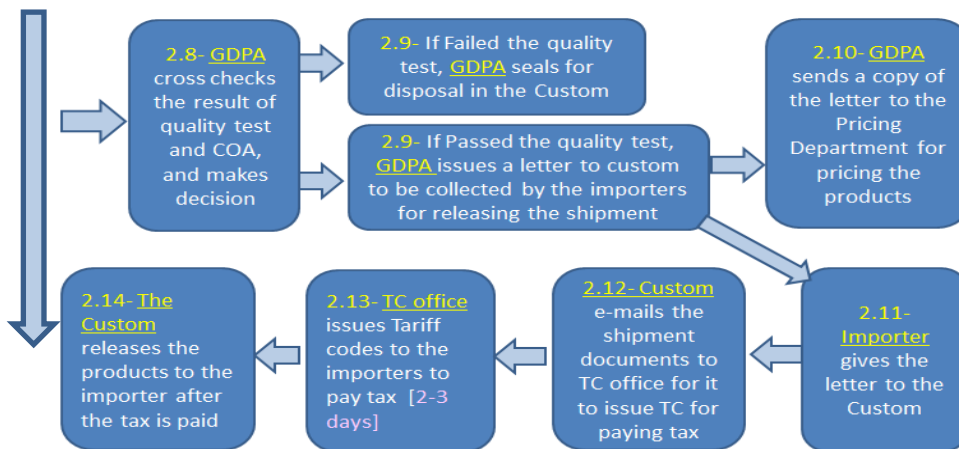 2.8- GDPA
cross checks
the result of
quality test
and COA,
and makes
decision
2.9- If Failed the quality
test, GDPA seals for
disposal in the Custom
2.9- If Passed the quality test,
GDPA issues a letter to custom
to be collected by the importers
for releasing the shipment
2.10- GDPA
sends a copy of
the letter to the
Pricing
Department for
pricing the
products
2.11-
Importer
gives the
letter to the
Custom
2.12- Custom
e-mails the
shipment
documents to
TC office for it
to issue TC for
paying tax
2.13- TC office
issues Tariff
codes to the
importers to
pay tax [2-3
days]
2.14- The
Custom
releases the
products to the
importer after
the tax is paid